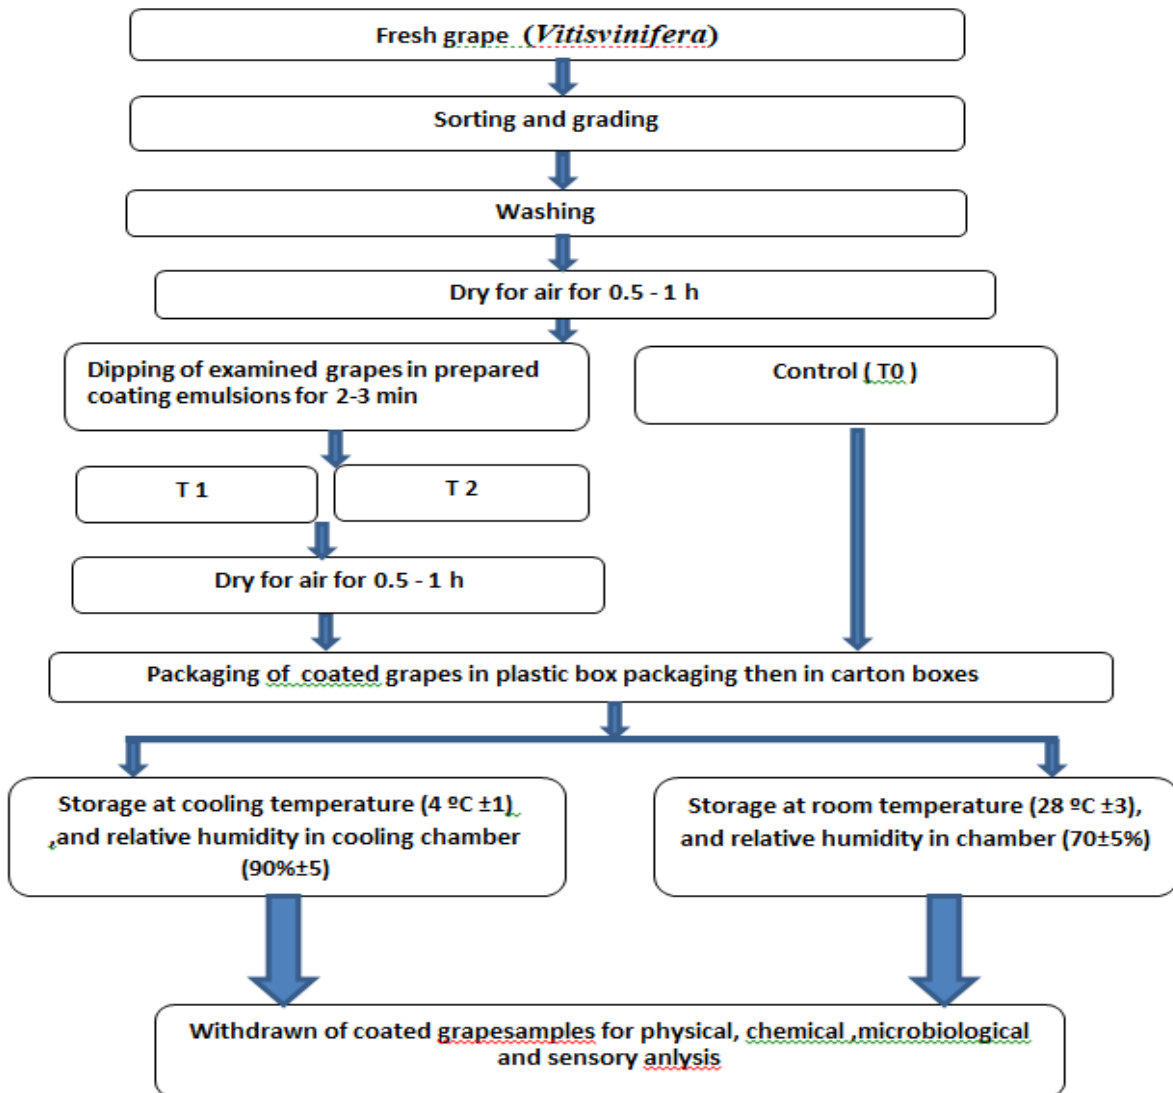 Fresh grape (Vitisvinifera)
Sorting and grading
Washing
Dry for air for 0.5 - 1 h
Dipping of examined grapes in prepared
coating emulsions for 2-3 min
Control ( T0 )
T 1
T 2
Dry for air for 0.5 - 1 h
Packaging of coated grapes in plastic box packaging then in carton boxes
Storage at cooling temperature (4 ºC ±1)
,and relative humidity in cooling chamber
(90%±5)
Storage at room temperature (28 ºC ±3),
and relative humidity in chamber (70±5%)
Withdrawn of coated grapesamples for physical, chemical ,microbiological
and sensory anlysis